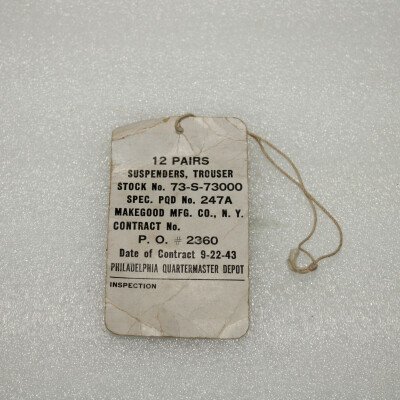 12 PAIRS
SUSPENDERS, TROUSER
STOCK No. 73-S-73000
SPEC. PQD No. 247A
MAKEGOOD MFG. CO., N. Y.
CONTRACT No.
P. O. # 2360
Date of Contract 9-22-43
PHILADELPHIA QUARTERMASTER DEPOT
INSPECTION